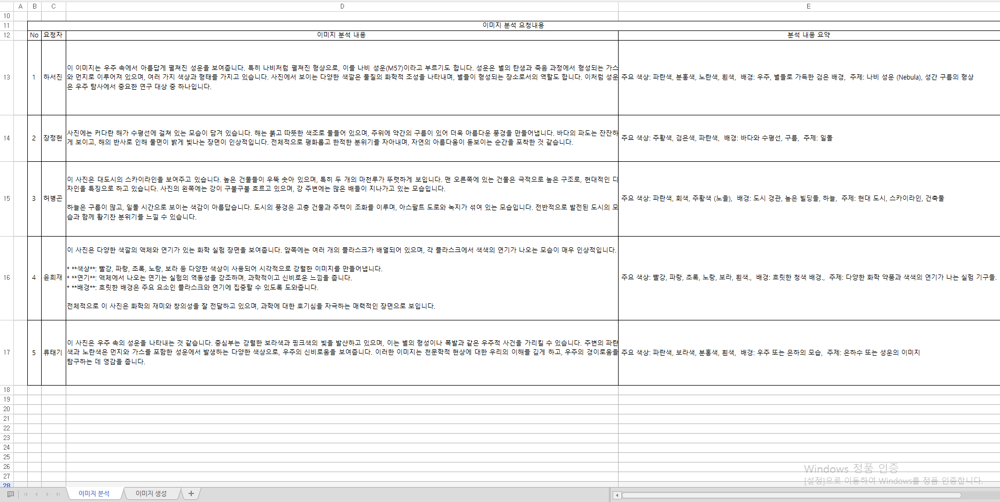 A B C D E
10
11 이미지 분석 요청내용
12 No 요청자 이미지 분석 내용 분석 내용 요약
13 1 하서진
이 이미지는 우주 속에서 아름답게 펼쳐진 성운을 보여줍니다. 특히 나비처럼 펼쳐진 형상으로, 이를 나비 성운(M57)이라고 부르기도 합니다. 성운은 별의 탄생과 죽음 과정에서 형성되는 가스
와 먼지로 이루어져 있으며, 여러 가지 색상과 형태를 가지고 있습니다. 사진에서 보이는 다양한 색깔은 물질의 화학적 조성을 나타내며, 별들이 형성되는 장소로서의 역할도 합니다. 이처럼 성운
은 우주 탐사에서 중요한 연구 대상 중 하나입니다.
주요 색상: 파란색, 분홍색, 노란색, 흰색, 배경: 우주, 별들로 가득한 검은 배경, 주제: 나비 성운 (Nebula), 성간 구름의 형상
14 2 장정현
사진에는 커다란 해가 수평선에 걸쳐 있는 모습이 담겨 있습니다. 해는 붉고 따뜻한 색조로 물들어 있으며, 주위에 약간의 구름이 있어 더욱 아름다운 풍경을 만들어냅니다. 바다의 파도는 잔잔하
게 보이고, 해의 반사로 인해 물면이 밝게 빛나는 장면이 인상적입니다. 전체적으로 평화롭고 한적한 분위기를 자아내며, 자연의 아름다움이 돋보이는 순간을 포착한 것 같습니다.
주요 색상: 주황색, 검은색, 파란색, 배경: 바다와 수평선, 구름, 주제: 일몰
15 3 허병곤
이 사진은 대도시의 스카이라인을 보여주고 있습니다. 높은 건물들이 우뚝 솟아 있으며, 특히 두 개의 마천루가 뚜렷하게 보입니다. 맨 오른쪽에 있는 건물은 극적으로 높은 구조로, 현대적인 디
자인을 특징으로 하고 있습니다. 사진의 왼쪽에는 강이 구불구불 흐르고 있으며, 강 주변에는 많은 배들이 지나가고 있는 모습입니다.
하늘은 구름이 많고, 일몰 시간으로 보이는 색감이 아름답습니다. 도시의 풍경은 고층 건물과 주택이 조화를 이루며, 아스팔트 도로와 녹지가 섞여 있는 모습입니다. 전반적으로 발전된 도시의 모
습과 함께 활기찬 분위기를 느낄 수 있습니다.
주요 색상: 파란색, 회색, 주황색 (노을), 배경: 도시 경관, 높은 빌딩들, 하늘, 주제: 현대 도시, 스카이라인, 건축물
16 4 윤희재
이 사진은 다양한 색깔의 액체와 연기가 있는 화학 실험 장면을 보여줍니다. 앞쪽에는 여러 개의 플라스크가 배열되어 있으며, 각 플라스크에서 색색의 연기가 나오는 모습이 매우 인상적입니다.
* **색상**: 빨강, 파랑, 초록, 노랑, 보라 등 다양한 색상이 사용되어 시각적으로 강렬한 이미지를 만들어냅니다.
* **연기**: 액체에서 나오는 연기는 실험의 역동성을 강조하며, 과학적이고 신비로운 느낌을 줍니다.
* **배경**: 흐릿한 배경은 주요 요소인 플라스크와 연기에 집중할 수 있도록 도와줍니다.
전체적으로 이 사진은 화학의 재미와 창의성을 잘 전달하고 있으며, 과학에 대한 호기심을 자극하는 매력적인 장면으로 보입니다.
주요 색상: 빨강, 파랑, 초록, 노랑, 보라, 흰색., 배경: 흐릿한 청색 배경., 주제: 다양한 화학 약품과 색색의 연기가 나는 실험 기구들.
17 5 류태기
이 사진은 우주 속의 성운을 나타내는 것 같습니다. 중심부는 강렬한 보라색과 핑크색의 빛을 발산하고 있으며, 이는 별의 형성이나 폭발과 같은 우주적 사건을 가리킬 수 있습니다. 주변의 파란
색과 노란색은 먼지와 가스를 포함한 성운에서 발생하는 다양한 색상으로, 우주의 신비로움을 보여줍니다. 이러한 이미지는 천문학적 현상에 대한 우리의 이해를 깊게 하고, 우주의 경이로움을
탐구하는 데 영감을 줍니다.
주요 색상: 파란색, 보라색, 분홍색, 흰색, 배경: 우주 또는 은하의 모습, 주제: 은하수 또는 성운의 이미지
18
19
20
21
22
23
24
25
26
27
28
Windows 정품 인증
[설정]으로 이동하여 Windows를 정품 인증합니다.
이미지 분석 이미지 생성